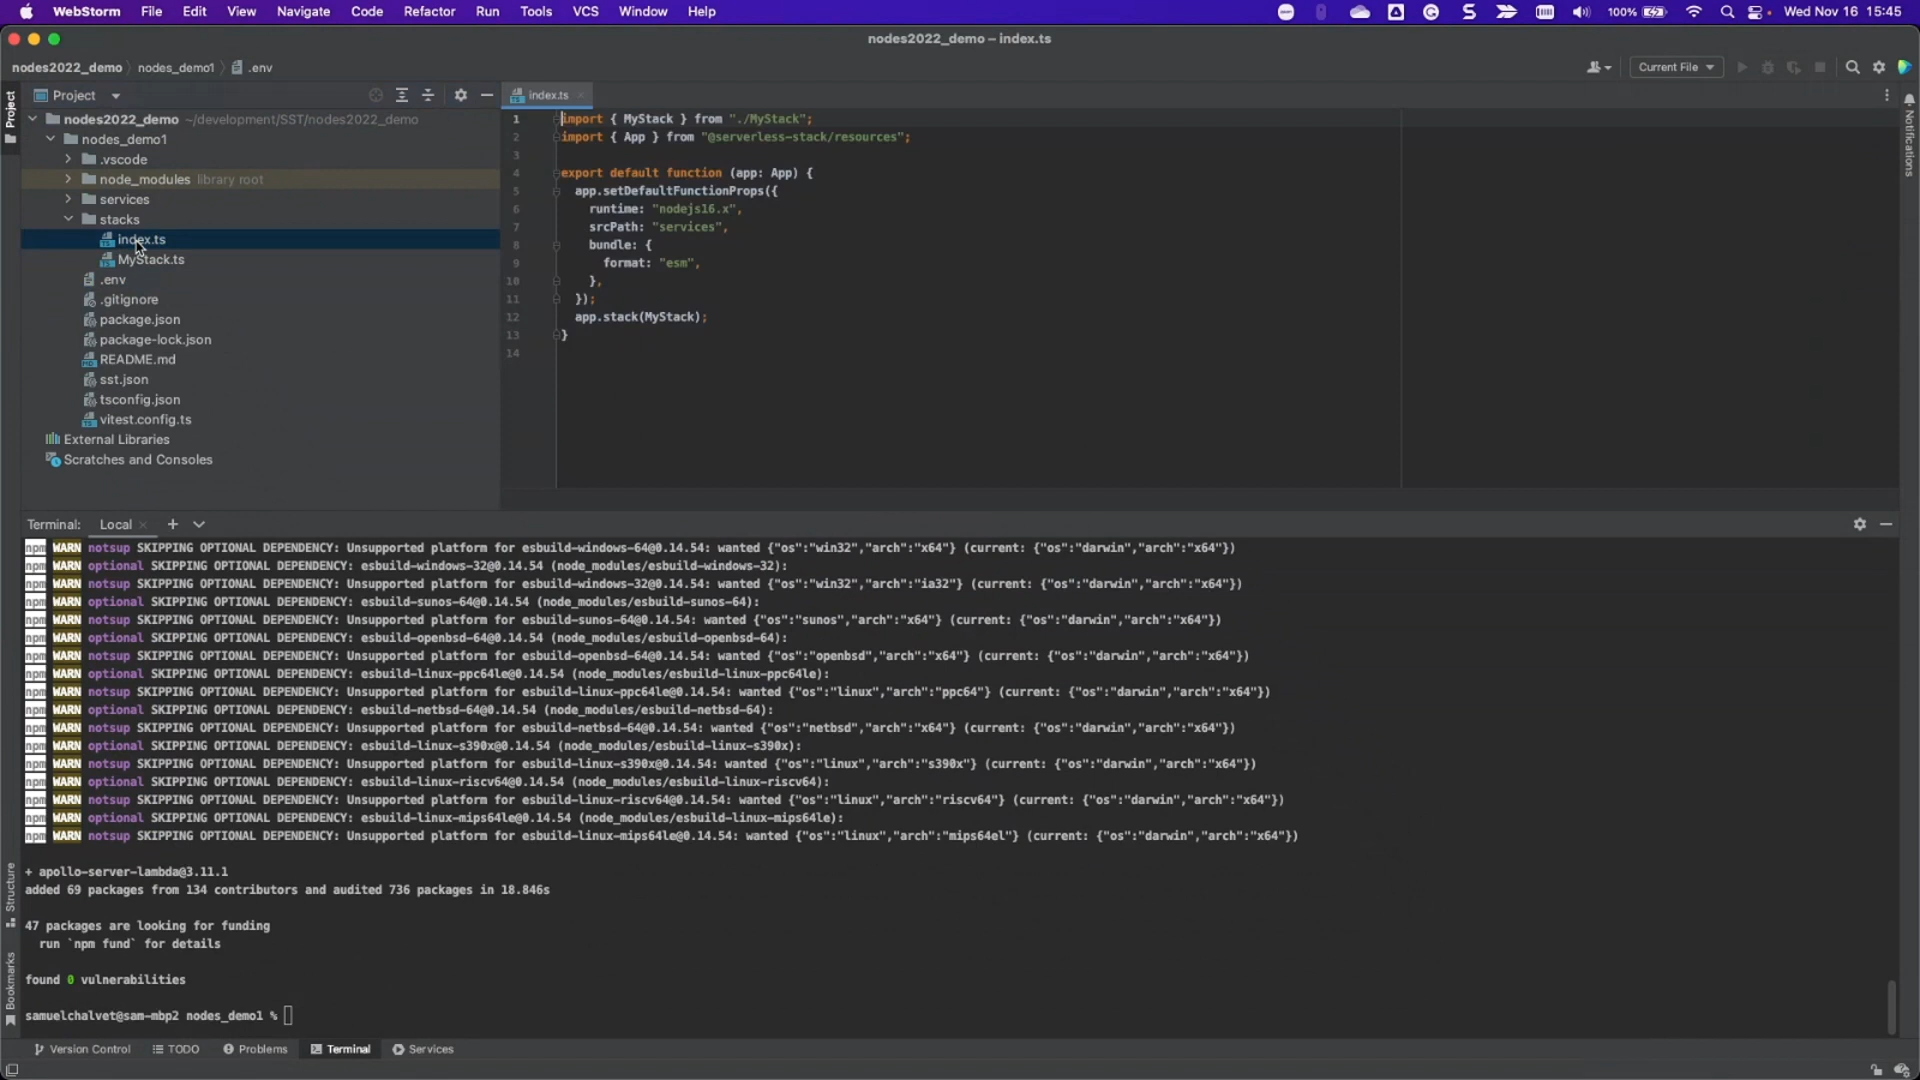 WebStorm File Edit View Navigate Code Refactor Run Tools VCS Window Help 100% Wed Nov 16 15:45
nodes2022_demo – index.ts
nodes2022_demo nodes_demo1 .env Current File
Project
Project index.ts
nodes2022_demo ~/development/SST/nodes2022_demo
nodes_demo1
.vscode
node_modules library root
services
stacks
index.ts
MyStack.ts
.env
.gitignore
package.json
package-lock.json
README.md
sst.json
tsconfig.json
vitest.config.ts
External Libraries
Scratches and Consoles
1 import { MyStack } from "./MyStack";
2 import { App } from "@serverless-stack/resources";
3
4 export default function (app: App) {
5 app.setDefaultFunctionProps({
6 runtime: "nodejs16.x",
7 srcPath: "services",
8 bundle: {
9 format: "esm",
10 },
11 });
12 app.stack(MyStack);
13 }
14
Notifications
Terminal: Local
npm WARN notsup SKIPPING OPTIONAL DEPENDENCY: Unsupported platform for esbuild-windows-64@0.14.54: wanted {"os":"win32","arch":"x64"} (current: {"os":"darwin","arch":"x64"})
npm WARN optional SKIPPING OPTIONAL DEPENDENCY: esbuild-windows-32@0.14.54 (node_modules/esbuild-windows-32):
npm WARN notsup SKIPPING OPTIONAL DEPENDENCY: Unsupported platform for esbuild-windows-32@0.14.54: wanted {"os":"win32","arch":"ia32"} (current: {"os":"darwin","arch":"x64"})
npm WARN optional SKIPPING OPTIONAL DEPENDENCY: esbuild-sunos-64@0.14.54 (node_modules/esbuild-sunos-64):
npm WARN notsup SKIPPING OPTIONAL DEPENDENCY: Unsupported platform for esbuild-sunos-64@0.14.54: wanted {"os":"sunos","arch":"x64"} (current: {"os":"darwin","arch":"x64"})
npm WARN optional SKIPPING OPTIONAL DEPENDENCY: esbuild-openbsd-64@0.14.54 (node_modules/esbuild-openbsd-64):
npm WARN notsup SKIPPING OPTIONAL DEPENDENCY: Unsupported platform for esbuild-openbsd-64@0.14.54: wanted {"os":"openbsd","arch":"x64"} (current: {"os":"darwin","arch":"x64"})
npm WARN optional SKIPPING OPTIONAL DEPENDENCY: esbuild-linux-ppc64le@0.14.54 (node_modules/esbuild-linux-ppc64le):
npm WARN notsup SKIPPING OPTIONAL DEPENDENCY: Unsupported platform for esbuild-linux-ppc64le@0.14.54: wanted {"os":"linux","arch":"ppc64"} (current: {"os":"darwin","arch":"x64"})
npm WARN optional SKIPPING OPTIONAL DEPENDENCY: esbuild-netbsd-64@0.14.54 (node_modules/esbuild-netbsd-64):
npm WARN notsup SKIPPING OPTIONAL DEPENDENCY: Unsupported platform for esbuild-netbsd-64@0.14.54: wanted {"os":"netbsd","arch":"x64"} (current: {"os":"darwin","arch":"x64"})
npm WARN optional SKIPPING OPTIONAL DEPENDENCY: esbuild-linux-s390x@0.14.54 (node_modules/esbuild-linux-s390x):
npm WARN notsup SKIPPING OPTIONAL DEPENDENCY: Unsupported platform for esbuild-linux-s390x@0.14.54: wanted {"os":"linux","arch":"s390x"} (current: {"os":"darwin","arch":"x64"})
npm WARN optional SKIPPING OPTIONAL DEPENDENCY: esbuild-linux-riscv64@0.14.54 (node_modules/esbuild-linux-riscv64):
npm WARN notsup SKIPPING OPTIONAL DEPENDENCY: Unsupported platform for esbuild-linux-riscv64@0.14.54: wanted {"os":"linux","arch":"riscv64"} (current: {"os":"darwin","arch":"x64"})
npm WARN optional SKIPPING OPTIONAL DEPENDENCY: esbuild-linux-mips64le@0.14.54 (node_modules/esbuild-linux-mips64le):
npm WARN notsup SKIPPING OPTIONAL DEPENDENCY: Unsupported platform for esbuild-linux-mips64le@0.14.54: wanted {"os":"linux","arch":"mips64el"} (current: {"os":"darwin","arch":"x64"})
+ apollo-server-lambda@3.11.1
added 69 packages from 134 contributors and audited 736 packages in 18.846s
47 packages are looking for funding
run `npm fund` for details
found 0 vulnerabilities
samuelchalvet@sam-mbp2 nodes_demo1 %
Structure
Bookmarks
Version Control TODO Problems Terminal Services